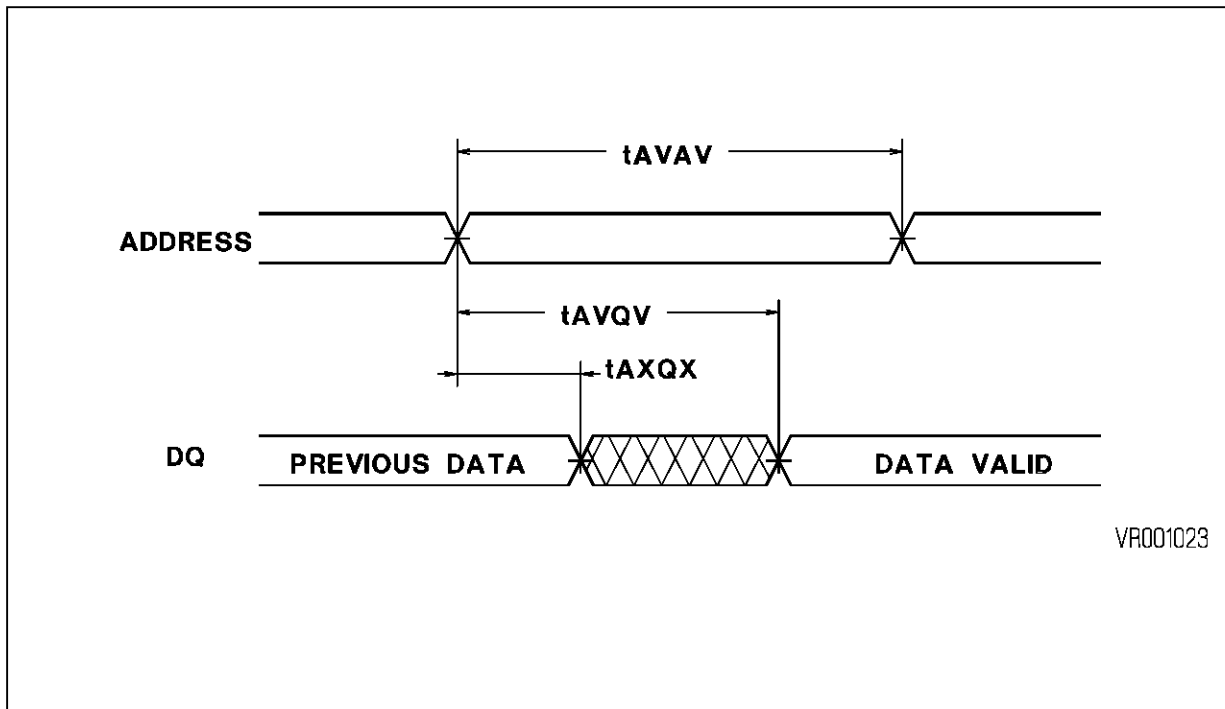 tAVAV
ADDRESS
tAVQV
tAXQX
DQ
PREVIOUS DATA
DATA VALID
VR001023